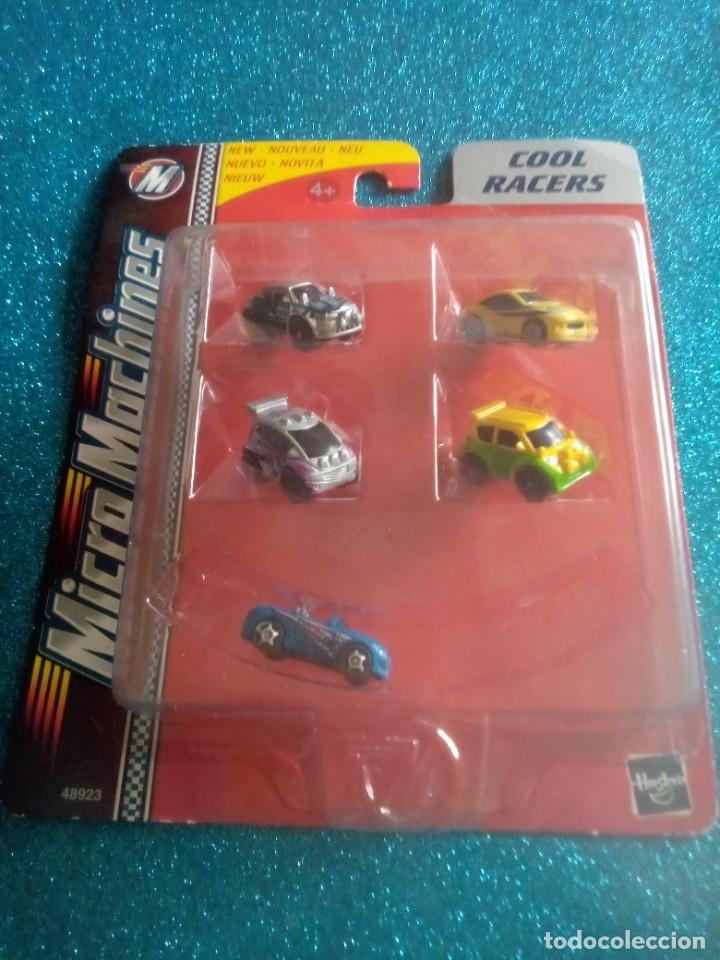 NEW · NOUVEAU · NEU
NUEVO · NOVITÀ
NIEUW
4+
COOL
RACERS
M
Micro Machines
48923
Hasbro
todocoleccion